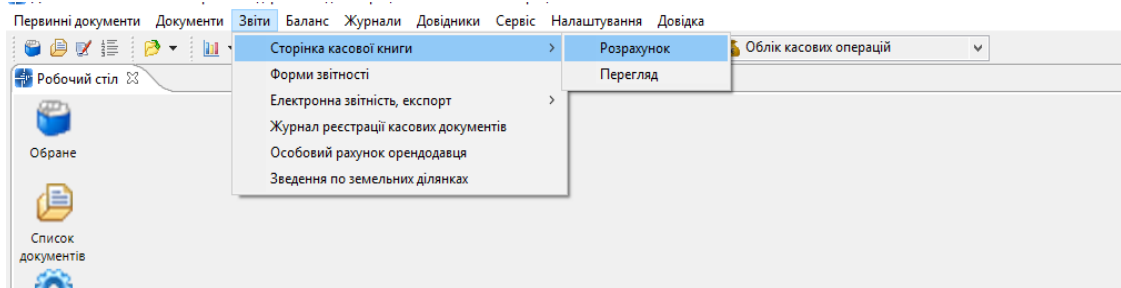 Первинні документи Документи Звіти Баланс Журнали Довідники Сервіс Налаштування Довідка
Сторінка касової книги
Розрахунок
Облік касових операцій
Робочий стіл
Форми звітності
Перегляд
Електронна звітність, експорт
Журнал реєстрації касових документів
Обране
Особовий рахунок орендодавця
Зведення по земельних ділянках
Список
документів